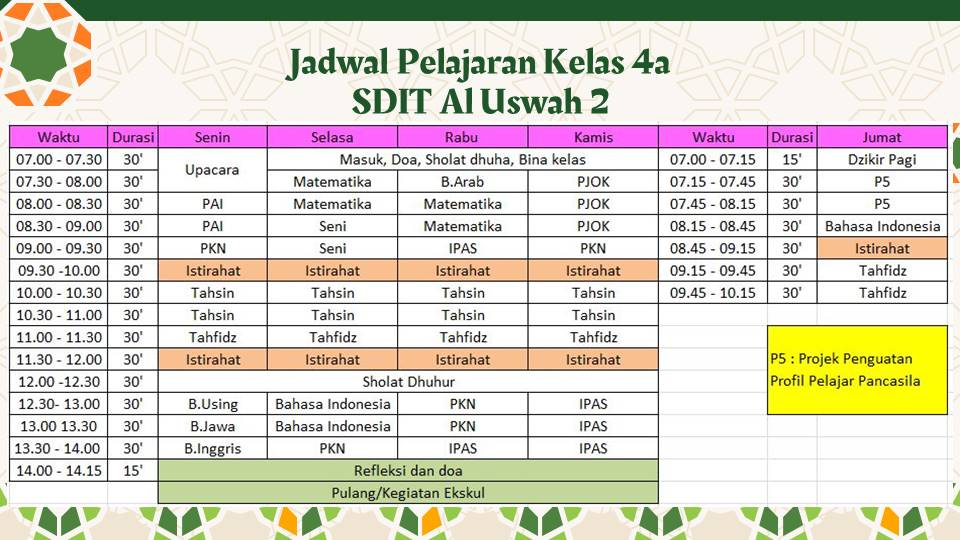 Jadwal Pelajaran Kelas 4a
SDIT Al Uswah 2
Waktu Durasi Senin Selasa Rabu Kamis Waktu Durasi Jumat
07.00 - 07.30 30' Upacara Masuk, Doa, Sholat dhuha, Bina kelas 07.00 - 07.15 15' Dzikir Pagi
07.30 - 08.00 30' Matematika B.Arab PJOK 07.15 - 07.45 30' P5
08.00 - 08.30 30' PAI Matematika Matematika PJOK 07.45 - 08.15 30' P5
08.30 - 09.00 30' PAI Seni Matematika PJOK 08.15 - 08.45 30' Bahasa Indonesia
09.00 - 09.30 30' PKN Seni IPAS PKN 08.45 - 09.15 30' Istirahat
09.30 -10.00 30' Istirahat Istirahat Istirahat Istirahat 09.15 - 09.45 30' Tahfidz
10.00 - 10.30 30' Tahsin Tahsin Tahsin Tahsin 09.45 - 10.15 30' Tahfidz
10.30 - 11.00 30' Tahsin Tahsin Tahsin Tahsin
11.00 - 11.30 30' Tahfidz Tahfidz Tahfidz Tahfidz
11.30 - 12.00 30' Istirahat Istirahat Istirahat Istirahat P5 : Projek Penguatan
12.00 -12.30 30' Sholat Dhuhur Profil Pelajar Pancasila
12.30- 13.00 30' B.Using Bahasa Indonesia PKN IPAS
13.00 13.30 30' B.Jawa Bahasa Indonesia PKN IPAS
13.30 - 14.00 30' B.Inggris PKN IPAS IPAS
14.00 - 14.15 15' Refleksi dan doa
Pulang/Kegiatan Ekskul